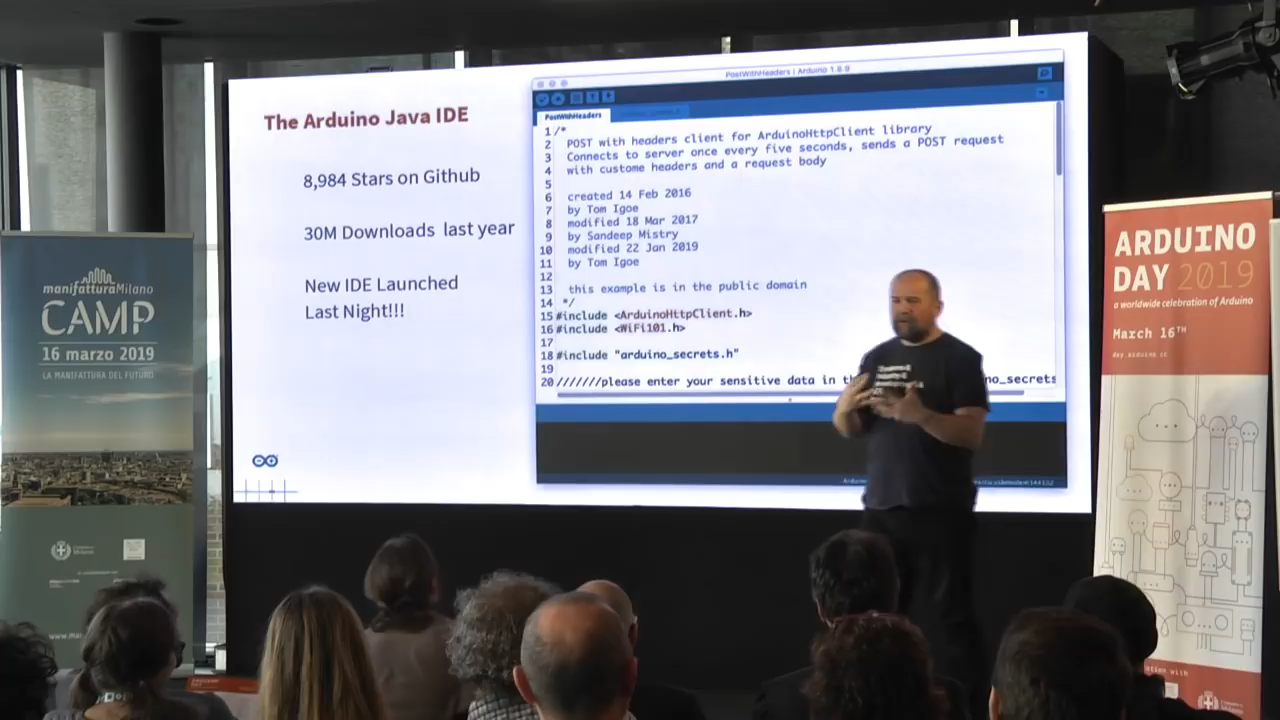 The Arduino Java IDE
8,984 Stars on Github
30M Downloads last year
New IDE Launched
Last Night!!!
PostWithHeaders | Arduino 1.8.9
PostWithHeaders
1 /*
2 POST with headers client for ArduinoHttpClient library
3 Connects to server once every five seconds, sends a POST request
4 with custome headers and a request body
5
6 created 14 Feb 2016
7 by Tom Igoe
8 modified 18 Mar 2017
9 by Sandeep Mistry
10 modified 22 Jan 2019
11 by Tom Igoe
12
13 this example is in the public domain
14 */
15 #include <ArduinoHttpClient.h>
16 #include <WiFi101.h>
17
18 #include "arduino_secrets.h"
19
20 ///////please enter your sensitive data in th no_secrets
manifatturaMilano
CAMP
16 marzo 2019
LA MANIFATTURA DEL FUTURO
ARDUINO
DAY 2019
a worldwide celebration of Arduino
March 16TH
day.arduino.cc